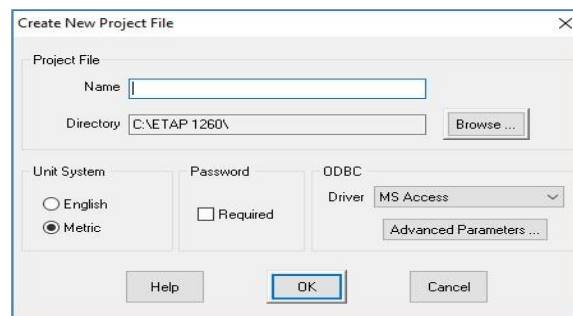 Create New Project File
Project File
Name
Directory C:\ETAP 1260\ Browse ...
Unit System Password ODBC
English
Metric
Required
Driver MS Access
Advanced Parameters ...
Help OK Cancel